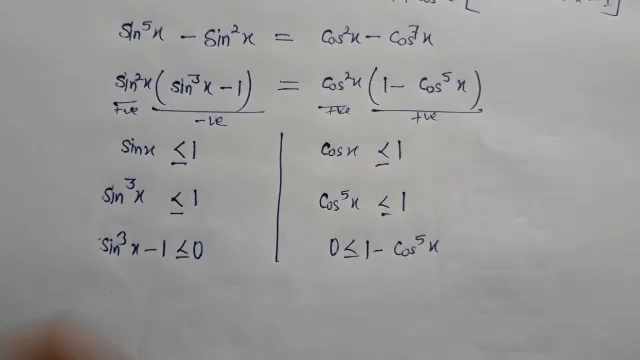 Sin⁵x − Sin²x = Cos²x − Cos⁷x
Sin²x (Sin³x − 1) = Cos²x (1 − Cos⁵x)
+ve −ve +ve +ve
Sinx ≤ 1 Cosx ≤ 1
Sin³x ≤ 1 Cos⁵x ≤ 1
Sin³x − 1 ≤ 0 0 ≤ 1 − Cos⁵x